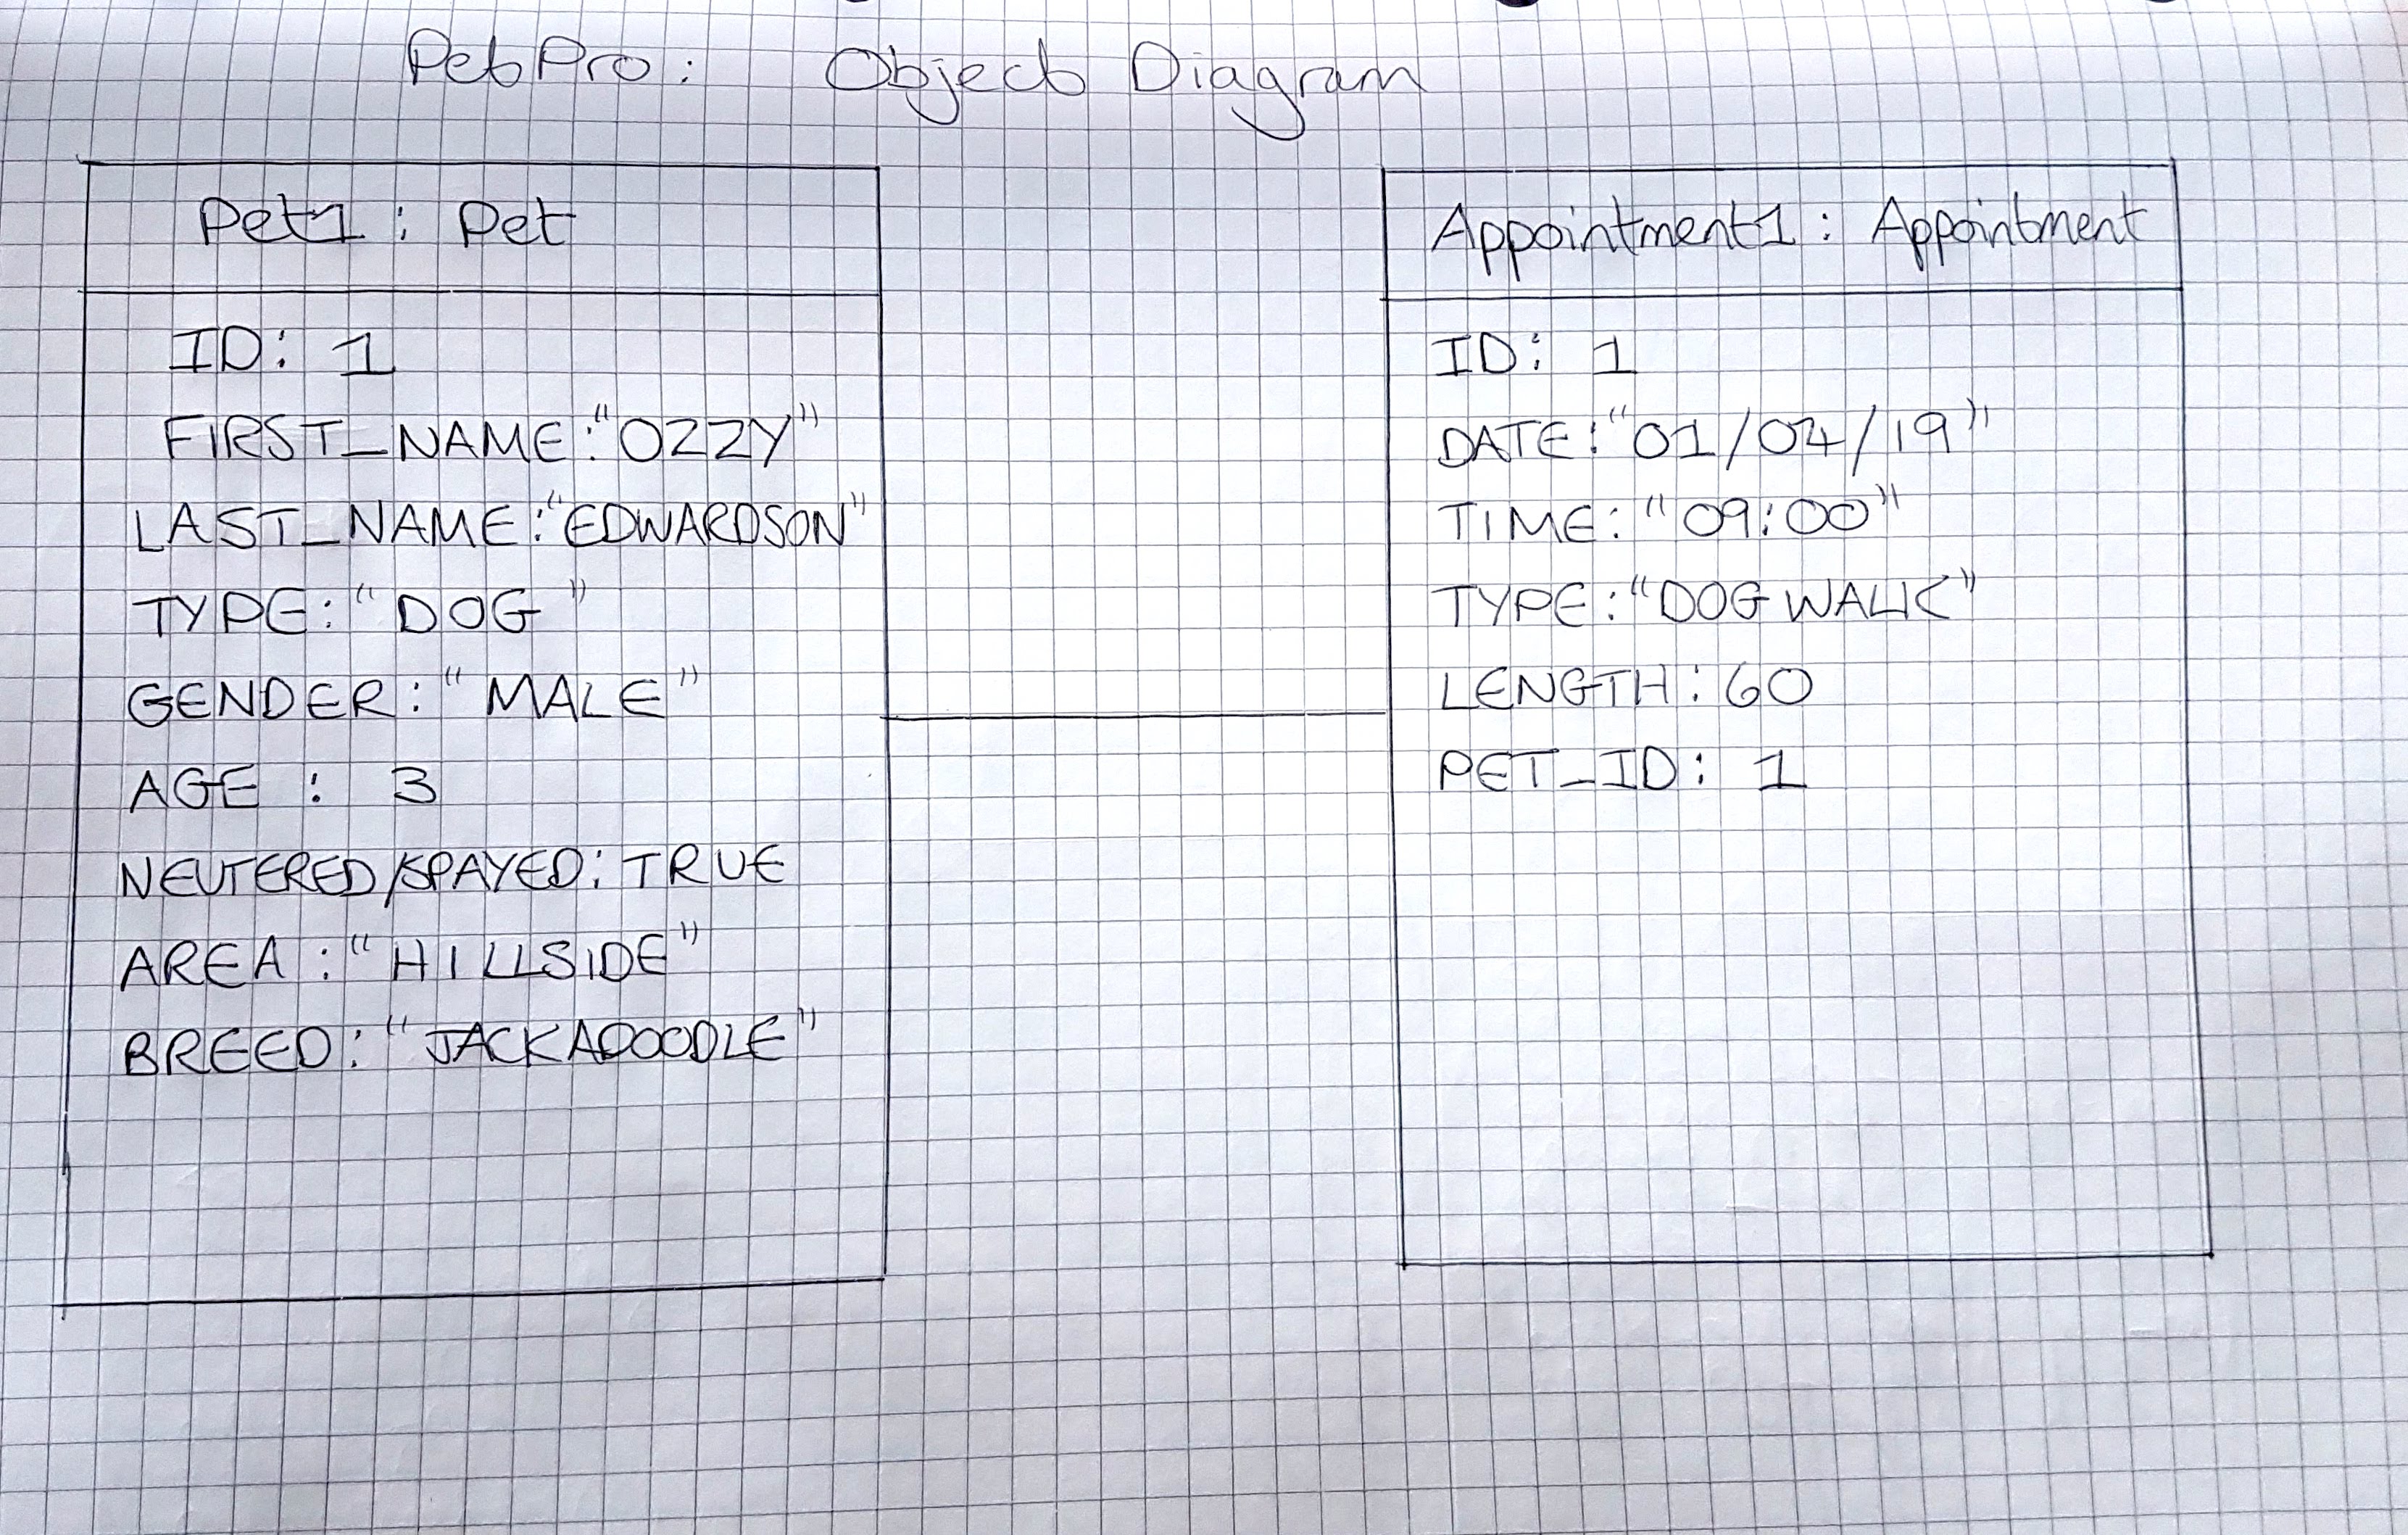 PetPro: Object Diagram
Pet1 : Pet
ID: 1
FIRST_NAME:"OZZY"
LAST_NAME:"EDWARDSON"
TYPE:"DOG"
GENDER:"MALE"
AGE : 3
NEUTERED/SPAYED: TRUE
AREA :"HILLSIDE"
BREED:"JACKADOODLE"
Appointment1 : Appointment
ID: 1
DATE:"01/04/19"
TIME:"09:00"
TYPE:"DOG WALK"
LENGTH:60
PET_ID: 1